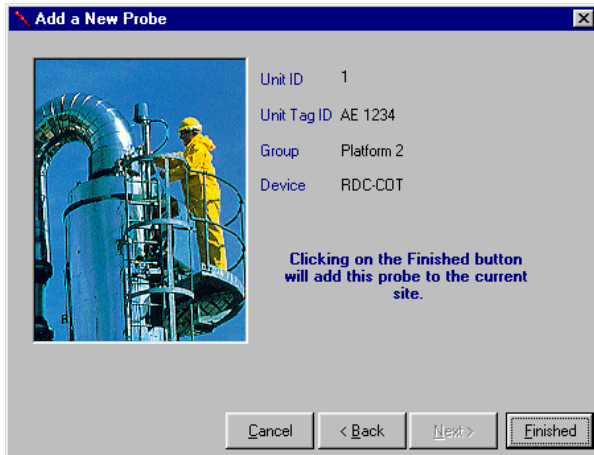 Add a New Probe
Unit ID 1
Unit Tag ID AE 1234
Group Platform 2
Device RDC-COT
Clicking on the Finished button
will add this probe to the current
site.
Cancel < Back Next > Finished